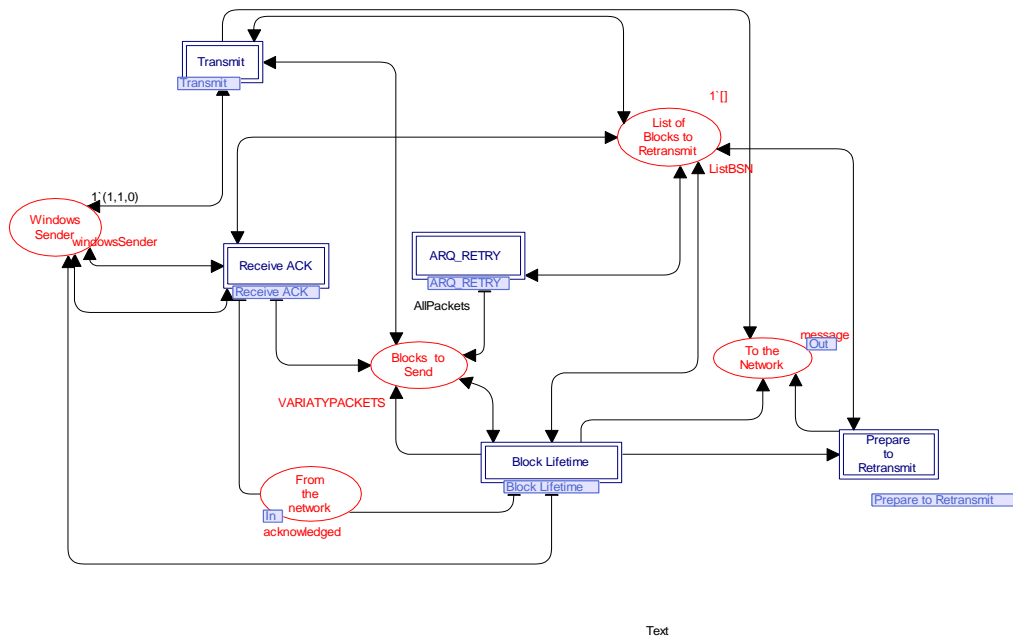 Transmit
Transmit
1`[]
List of
Blocks to
Retransmit
ListBSN
1`(1,1,0)
Windows
Sender
windowsSender
Receive ACK
Receive ACK
ARQ_RETRY
ARQ_RETRY
AllPackets
message
Out
To the
Network
Blocks to
Send
VARIATYPACKETS
Block Lifetime
Block Lifetime
Prepare
to
Retransmit
Prepare to Retransmit
From
the
network
In
acknowledged
Text